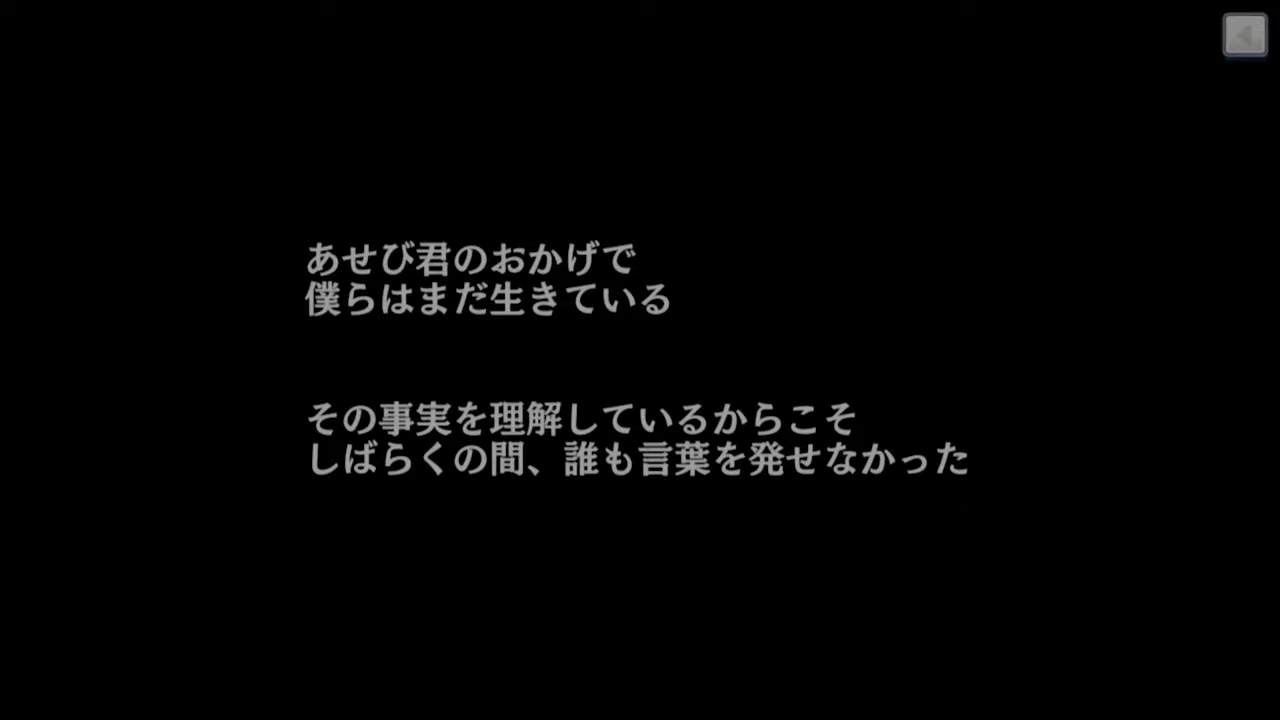 あせび君のおかげで
僕らはまだ生きている
その事実を理解しているからこそ
しばらくの間、誰も言葉を発せなかった